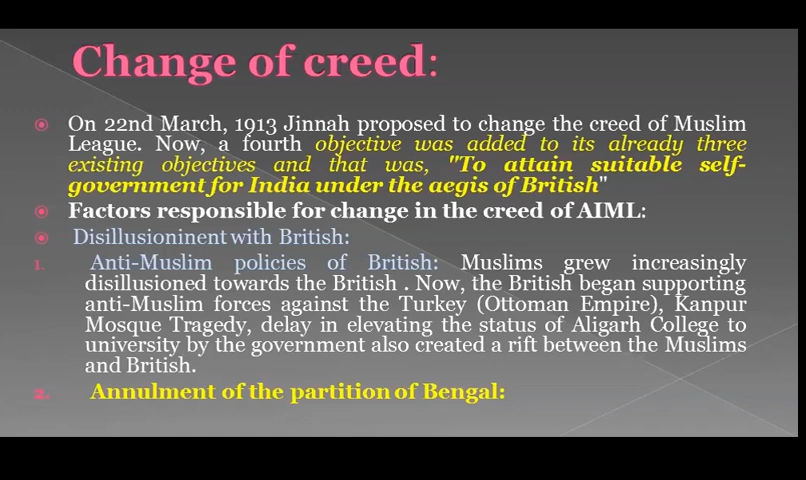 Change of creed:
On 22nd March, 1913 Jinnah proposed to change the creed of Muslim
League. Now, a fourth objective was added to its already three
existing objectives and that was, "To attain suitable self-
government for India under the aegis of British"
Factors responsible for change in the creed of AIML:
Disillusioninent with British:
1. Anti-Muslim policies of British: Muslims grew increasingly
disillusioned towards the British . Now, the British began supporting
anti-Muslim forces against the Turkey (Ottoman Empire), Kanpur
Mosque Tragedy, delay in elevating the status of Aligarh College to
university by the government also created a rift between the Muslims
and British.
2. Annulment of the partition of Bengal: